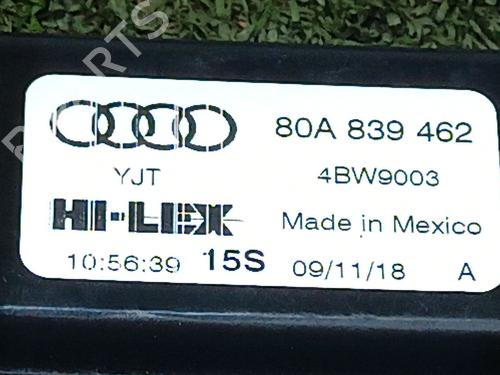 80A 839 462
YJT 4BW9003
HI-LEX Made in Mexico
10:56:39 15S 09/11/18 A